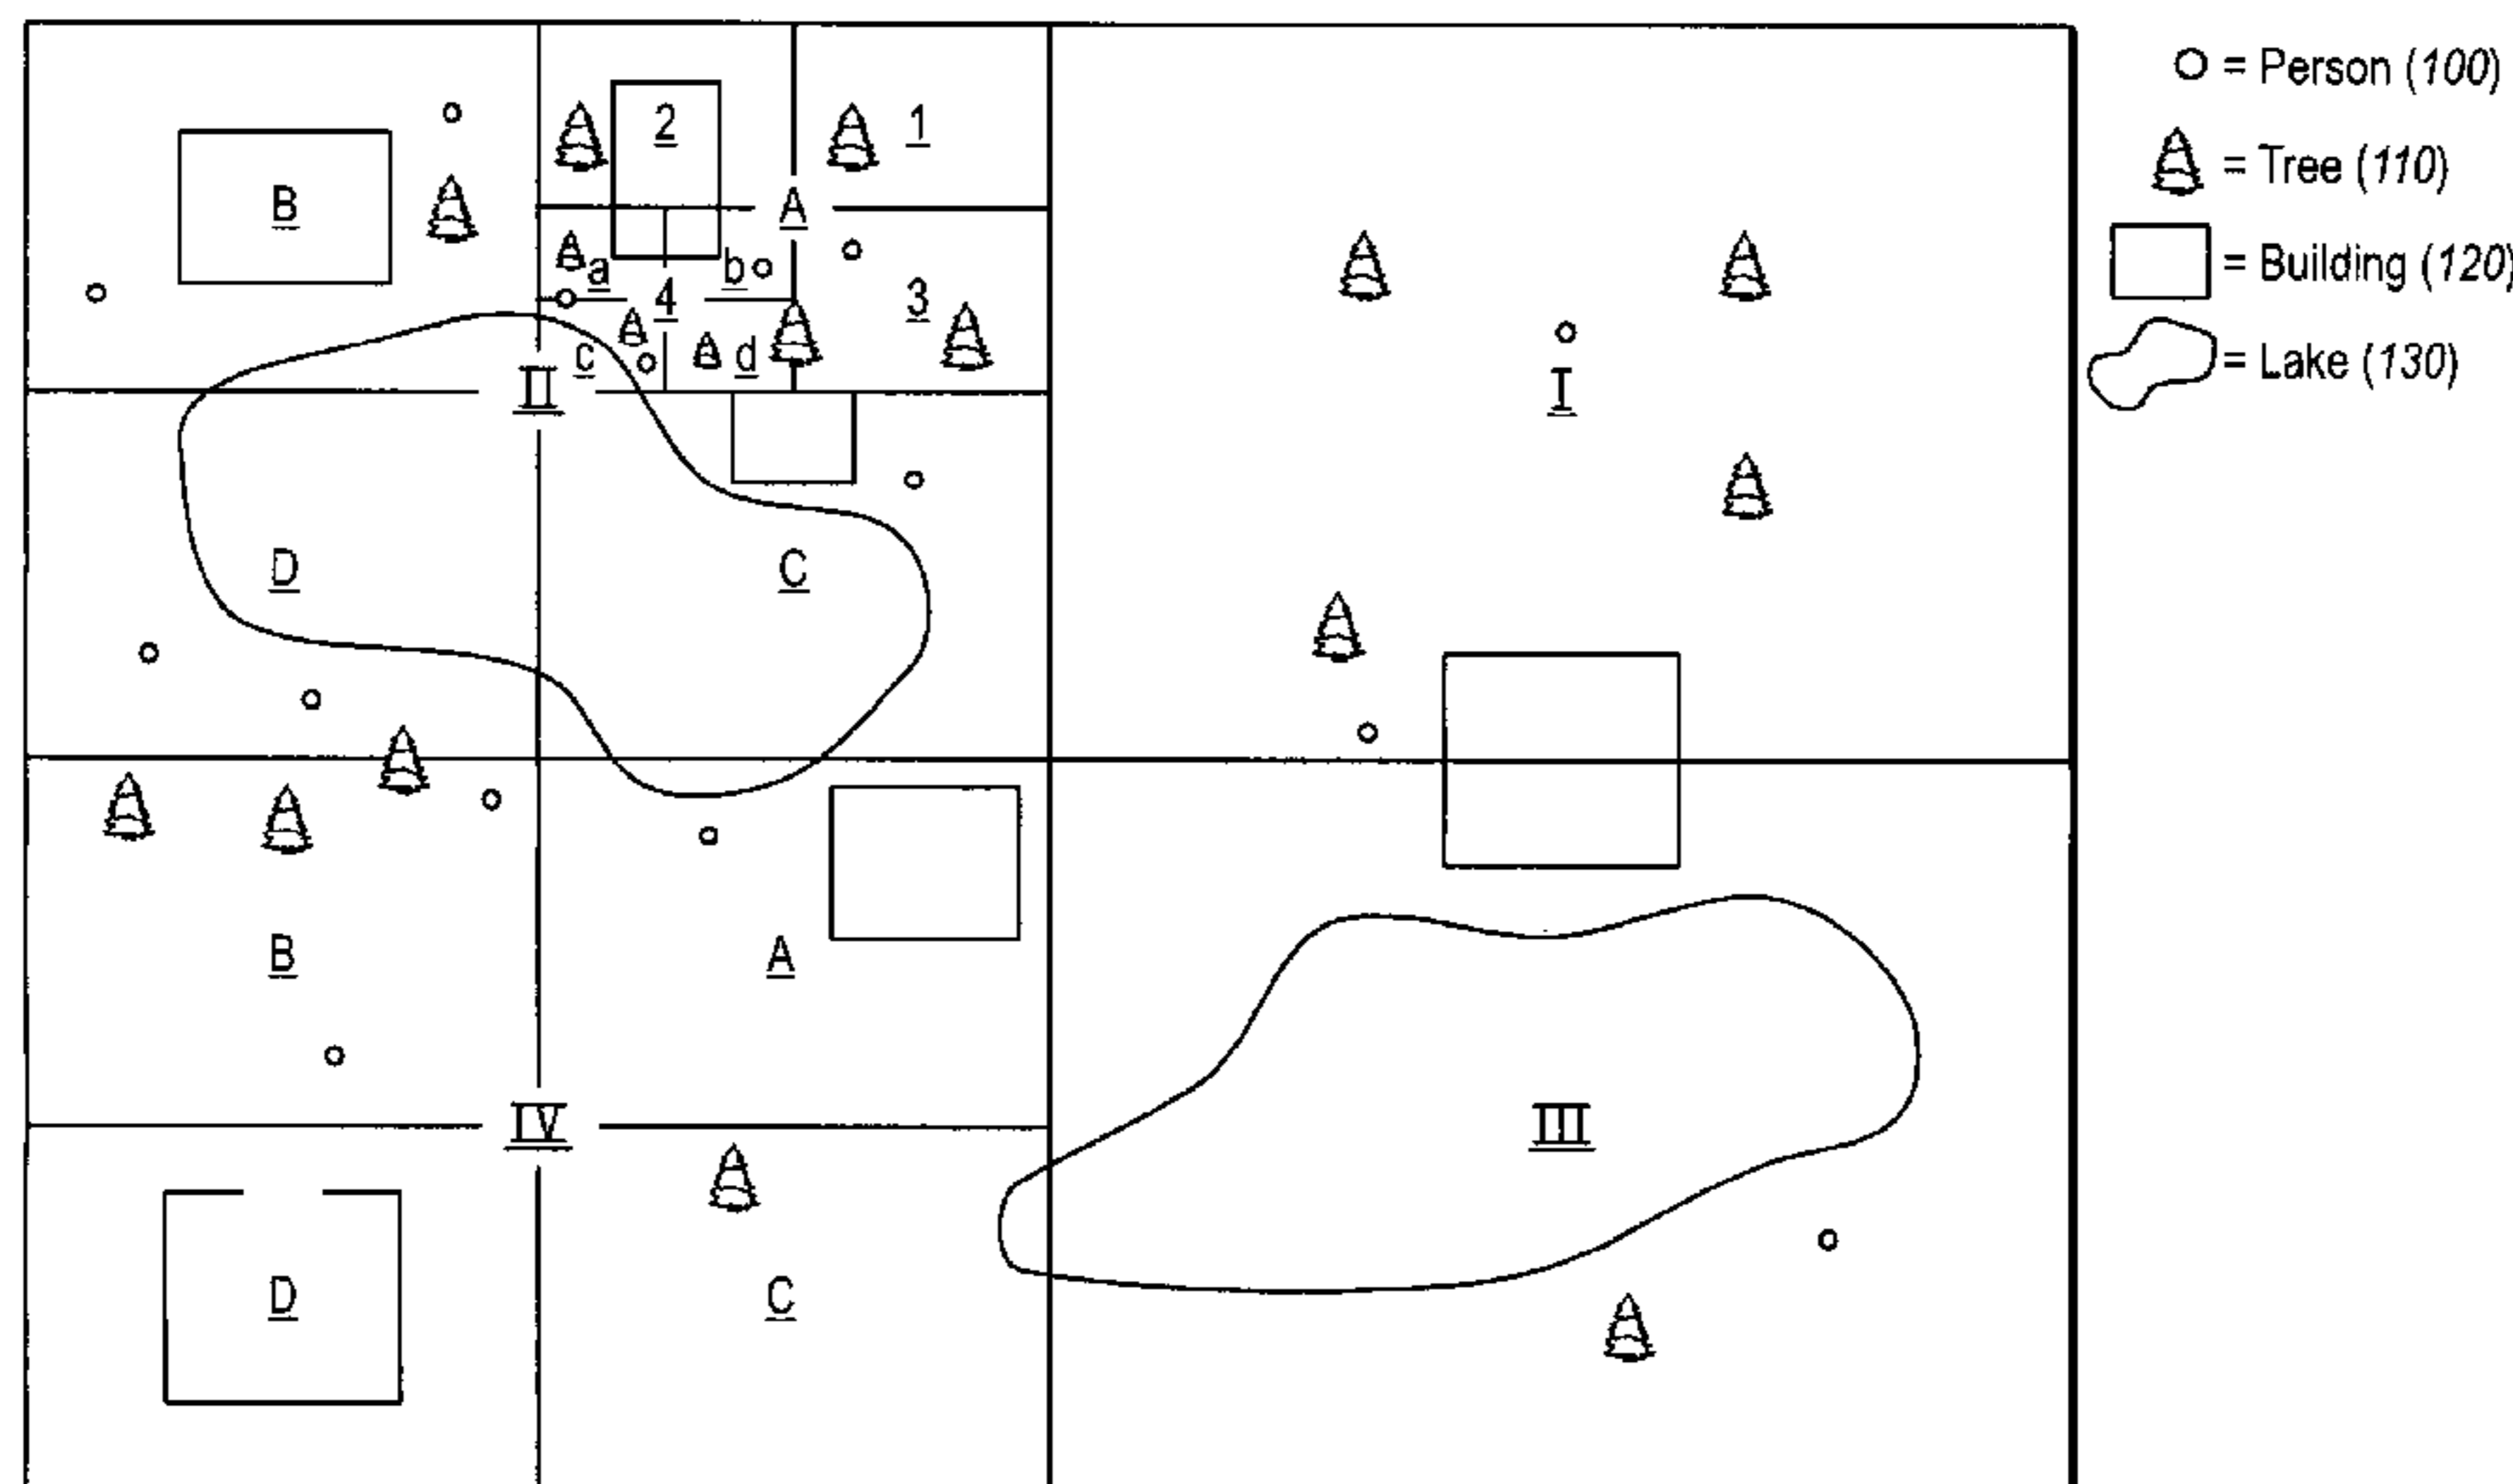 2
1
B
A
a
b
4
3
c
d
II
I
D
C
B
A
IV
III
D
C
= Person (100)
= Tree (110)
= Building (120)
= Lake (130)